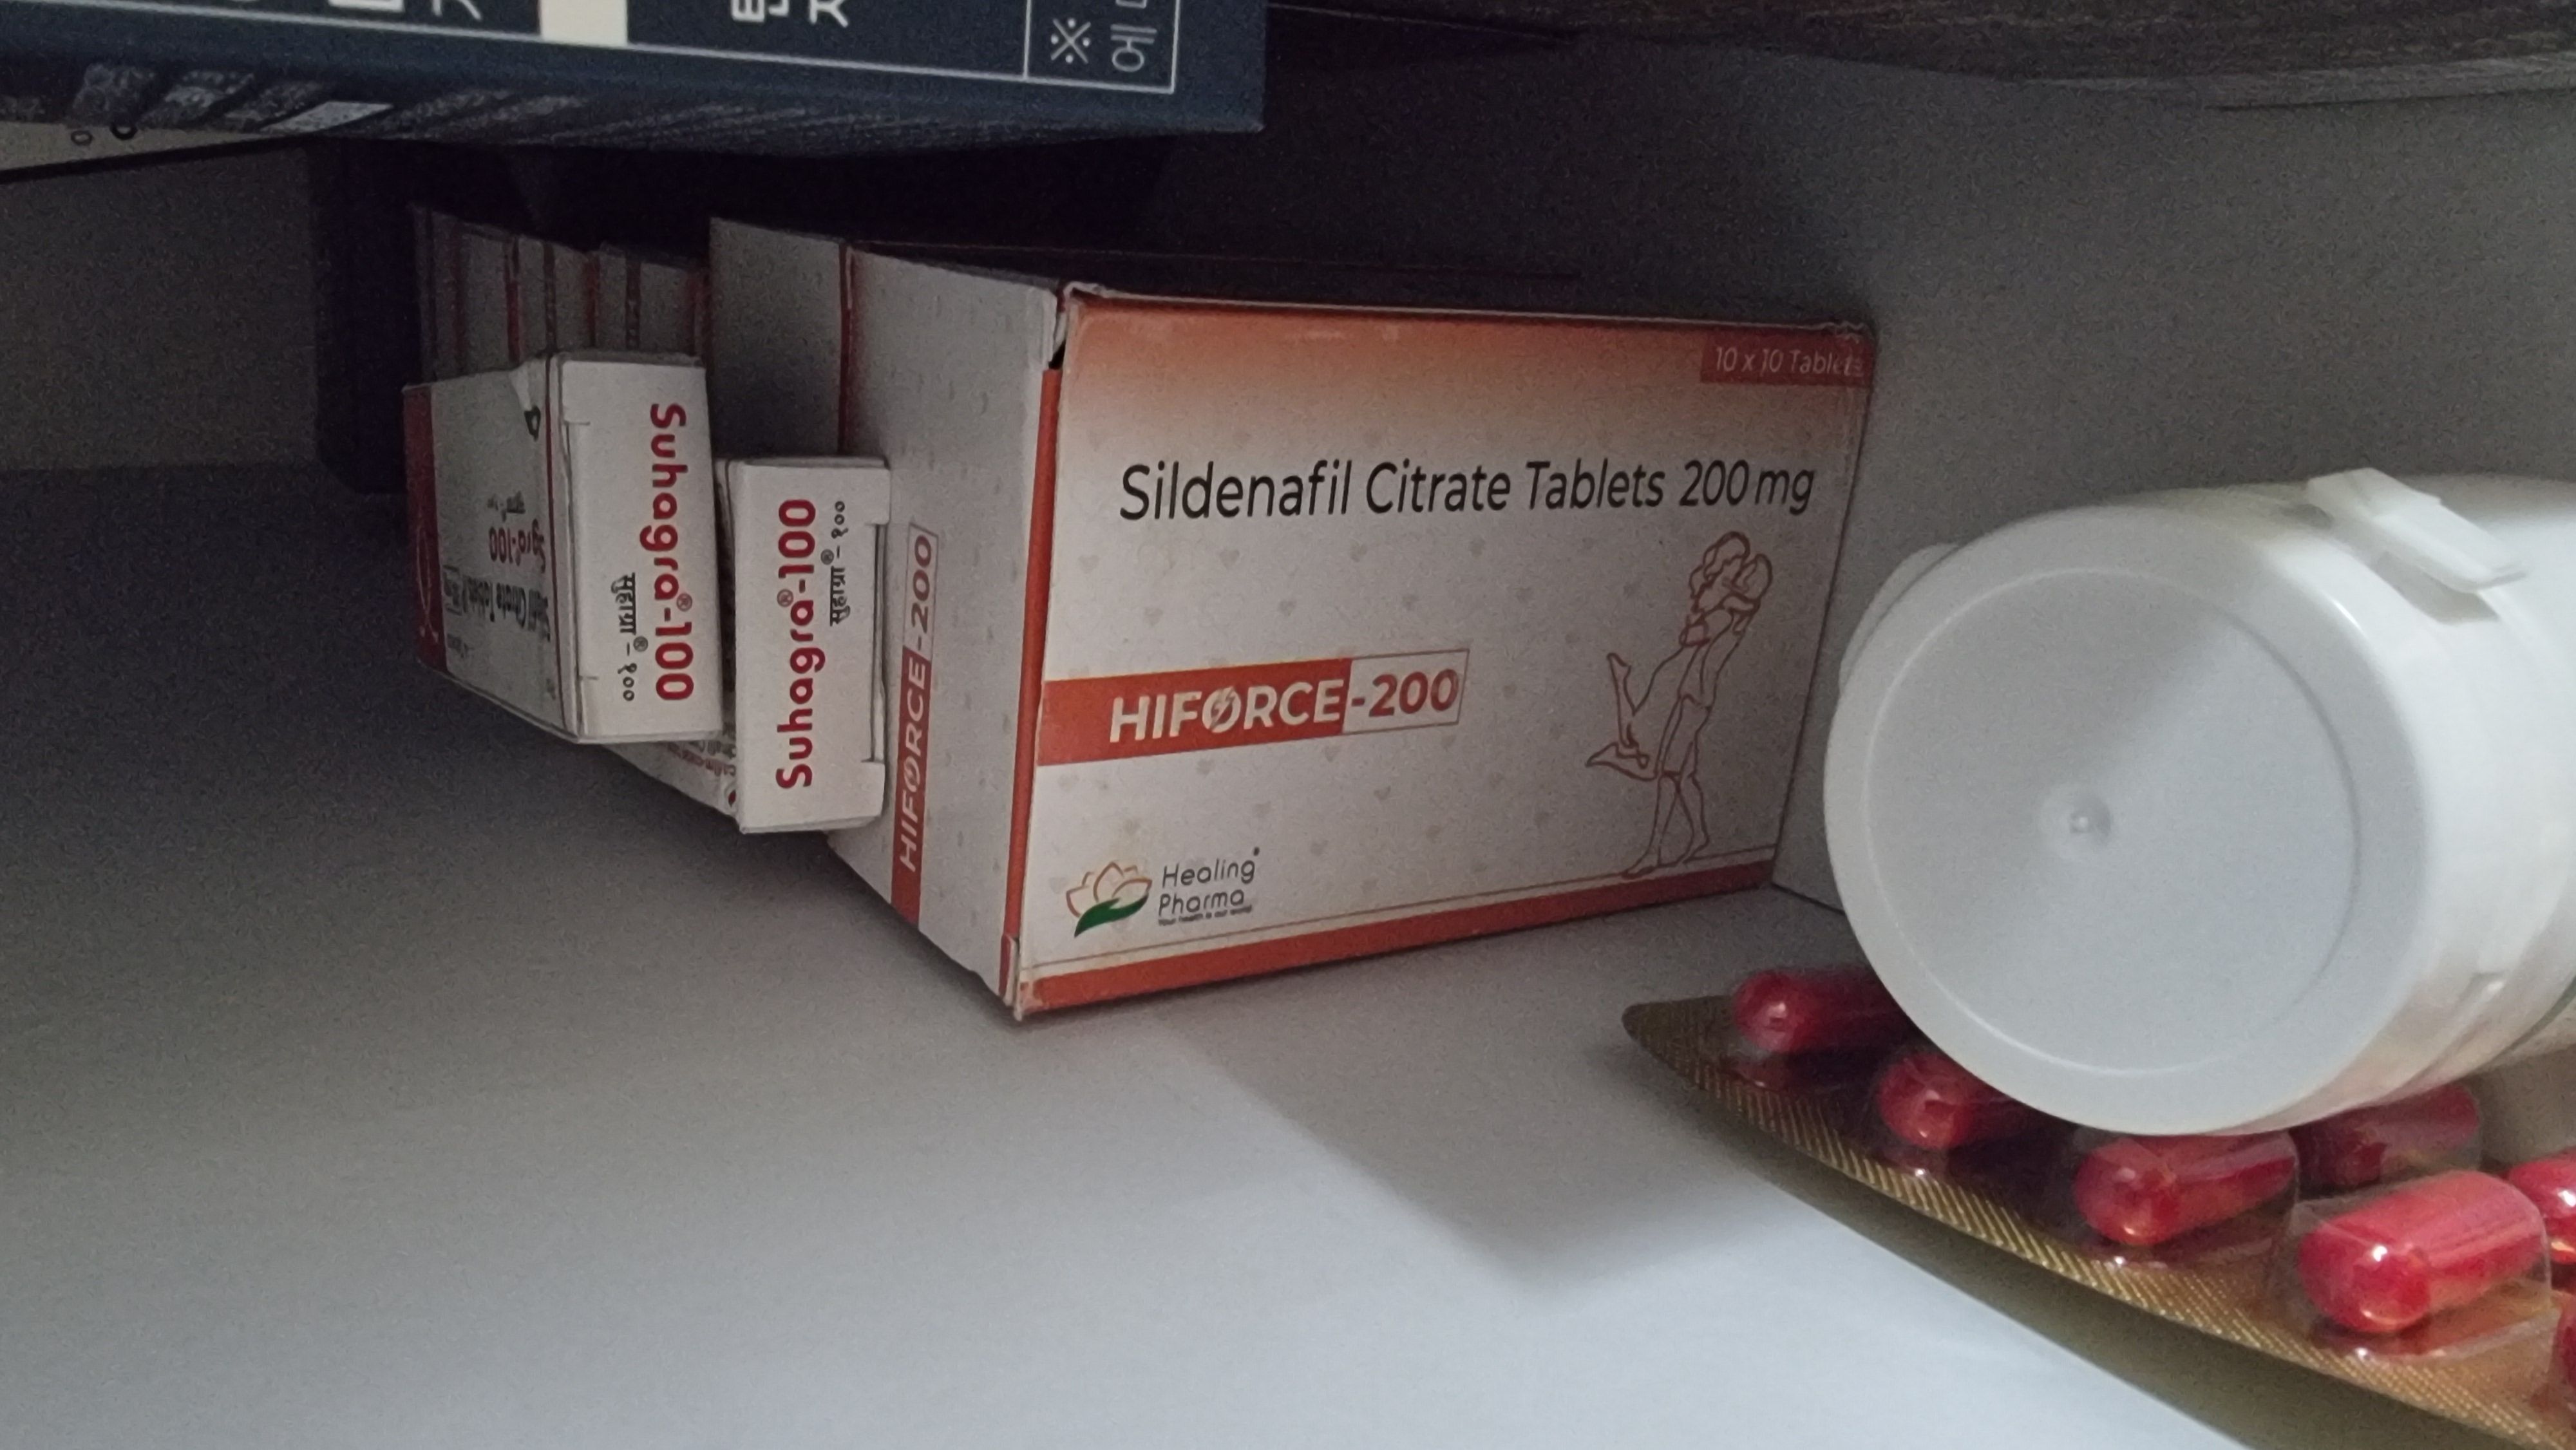 10 x 10 Tablets
Sildenafil Citrate Tablets 200 mg
HIFORCE-200
Healing
Pharma
HIFORCE-200
Suhagra®-100
सुहाग्रा®-१००
Suhagra®-100
सुहाग्रा®-१००
※